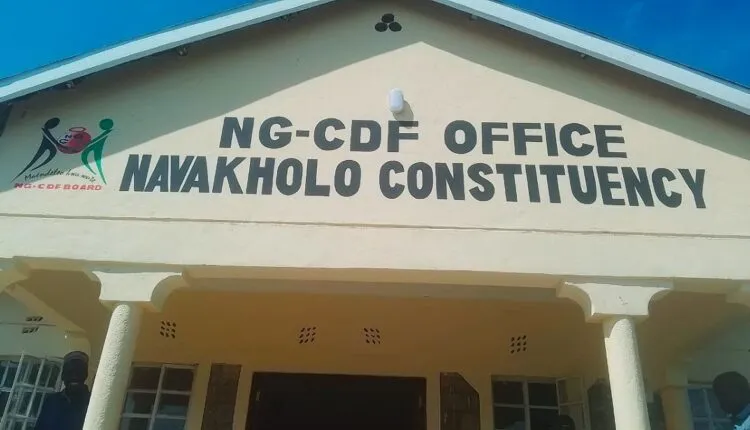 NG-CDF OFFICE
NAVAKHOLO CONSTITUENCY
NG-CDF BOARD